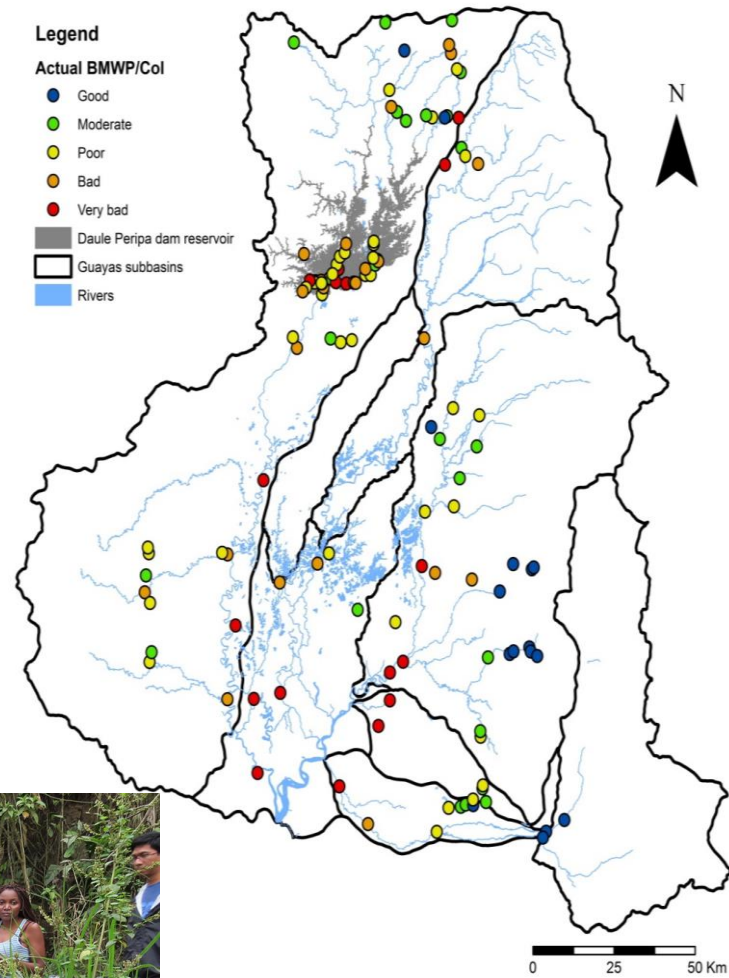 Legend
Actual BMWP/Col
Good
Moderate
Poor
Bad
Very bad
Daule Peripa dam reservoir
Guayas subbasins
Rivers
N
0 25 50 Km